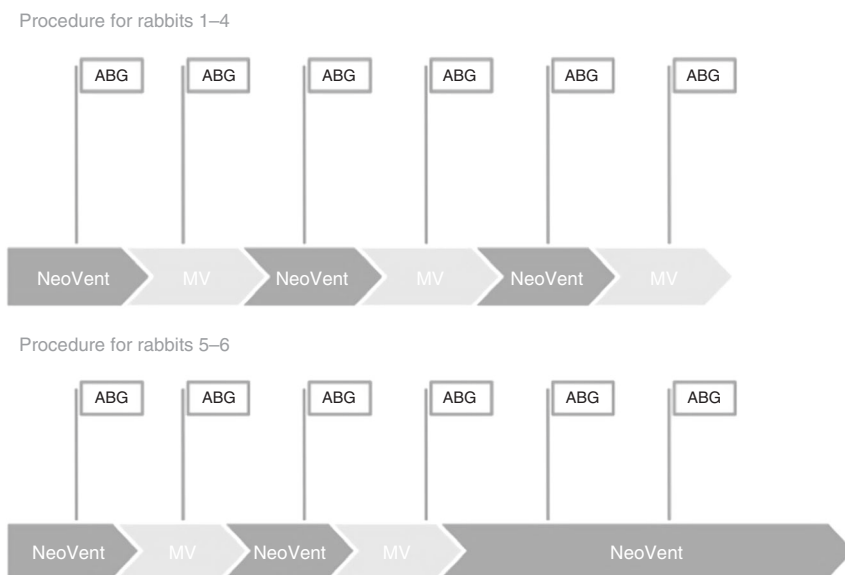 Procedure for rabbits 1–4
ABG ABG ABG ABG ABG ABG
NeoVent MV NeoVent MV NeoVent MV
Procedure for rabbits 5–6
ABG ABG ABG ABG ABG ABG
NeoVent MV NeoVent MV NeoVent